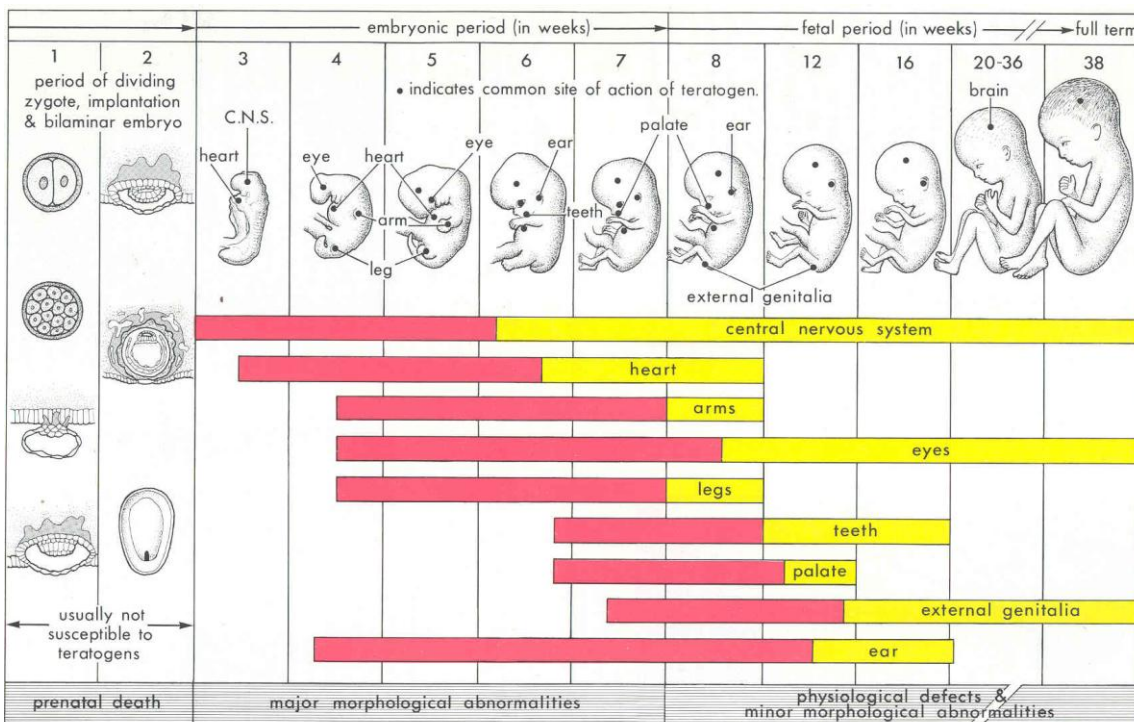 embryonic period (in weeks)
fetal period (in weeks)
full term
1
2
3
4
5
6
7
8
12
16
20-36
38
period of dividing
zygote, implantation
& bilaminar embryo
• indicates common site of action of teratogen.
C.N.S.
heart
eye
heart
arm
leg
eye
ear
teeth
palate
ear
external genitalia
brain
central nervous system
heart
arms
eyes
legs
teeth
palate
external genitalia
ear
usually not
susceptible to
teratogens
prenatal death
major morphological abnormalities
physiological defects &
minor morphological abnormalities